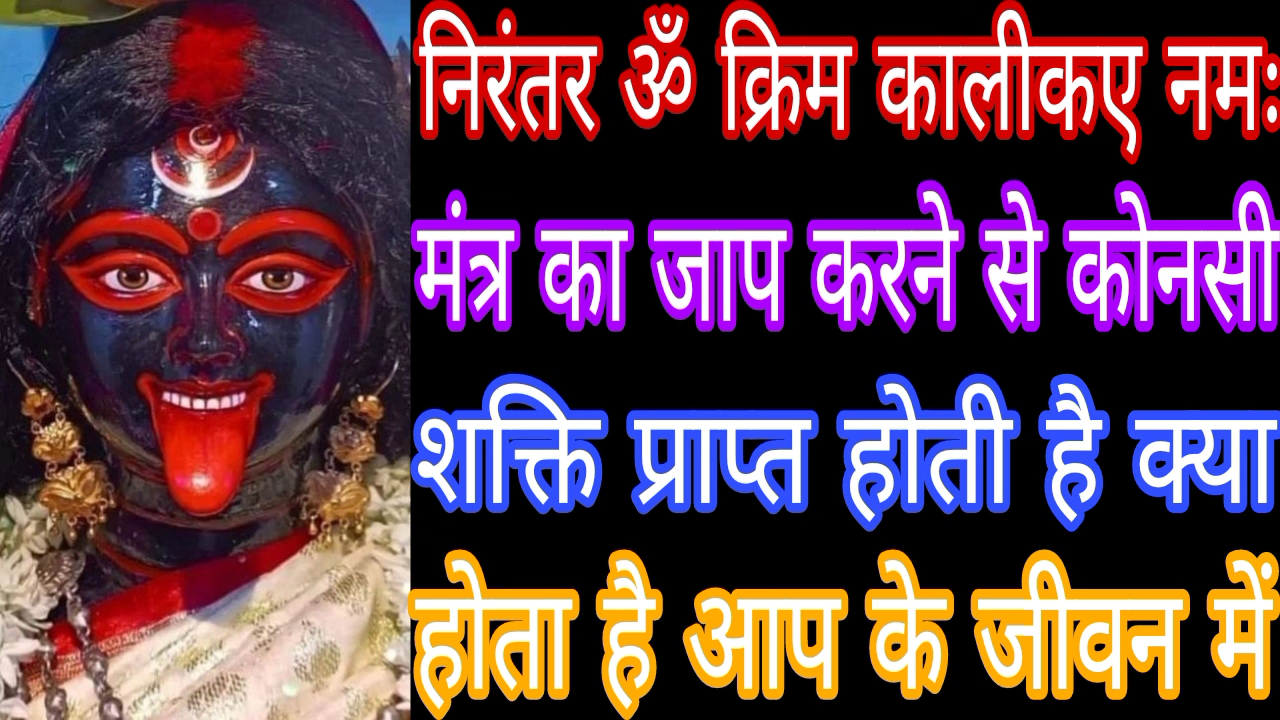 निरंतर ॐ क्रिम कालीकए नमः
मंत्र का जाप करने से कोनसी
शक्ति प्राप्त होती है क्या
होता है आप के जीवन में